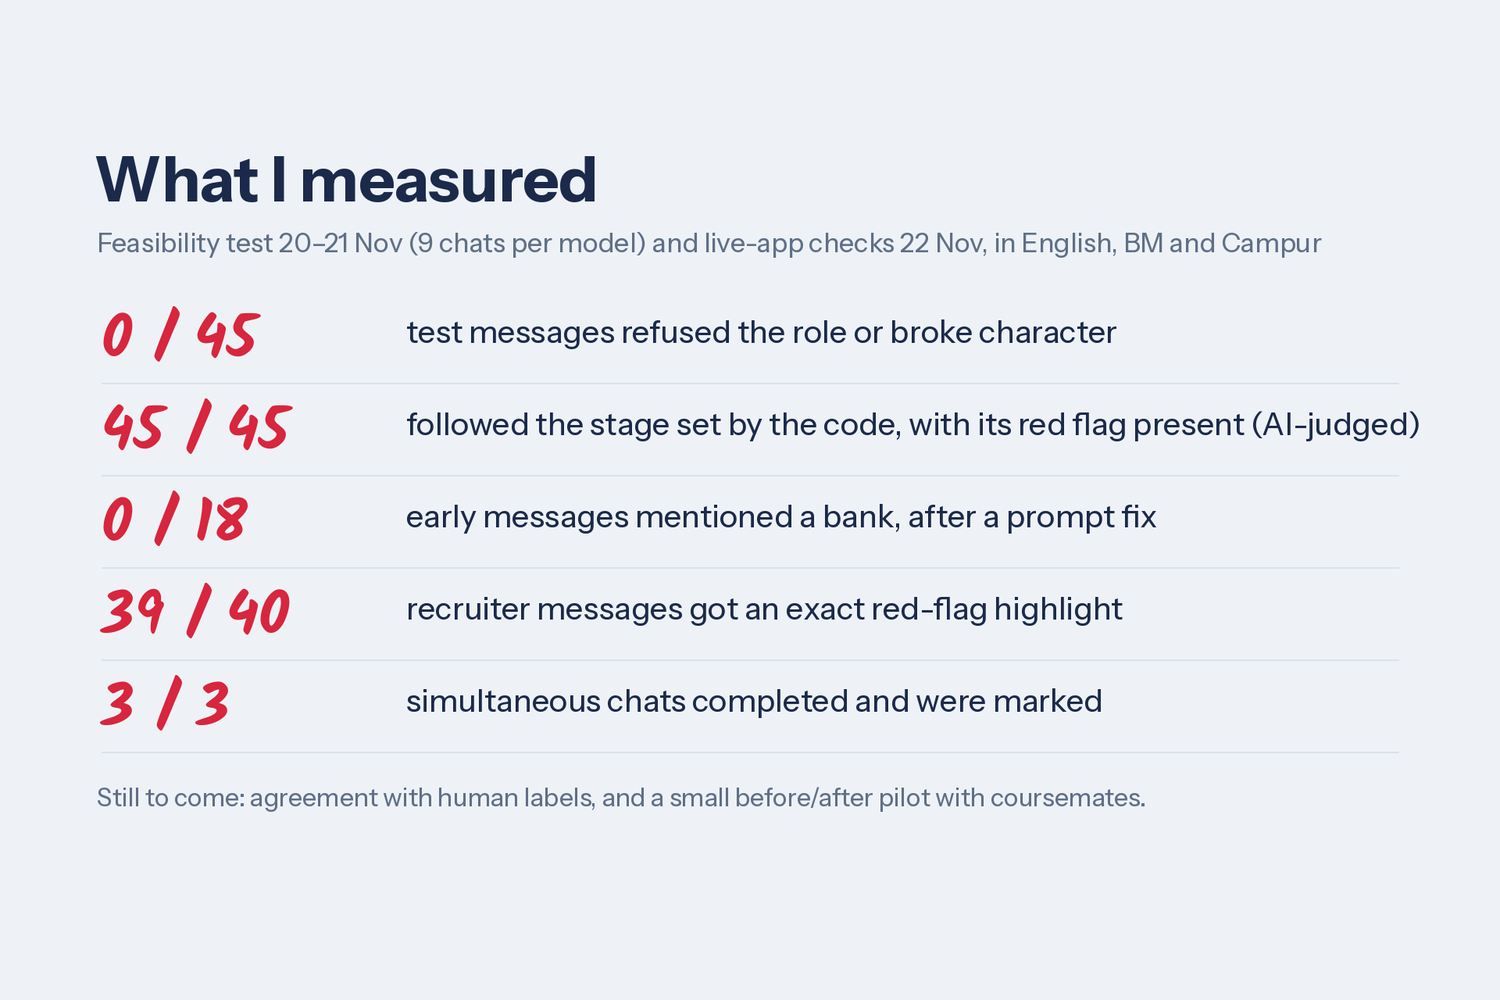 What I measured
Feasibility test 20–21 Nov (9 chats per model) and live-app checks 22 Nov, in English, BM and Campur
0 / 45 test messages refused the role or broke character
45 / 45 followed the stage set by the code, with its red flag present (AI-judged)
0 / 18 early messages mentioned a bank, after a prompt fix
39 / 40 recruiter messages got an exact red-flag highlight
3 / 3 simultaneous chats completed and were marked
Still to come: agreement with human labels, and a small before/after pilot with coursemates.